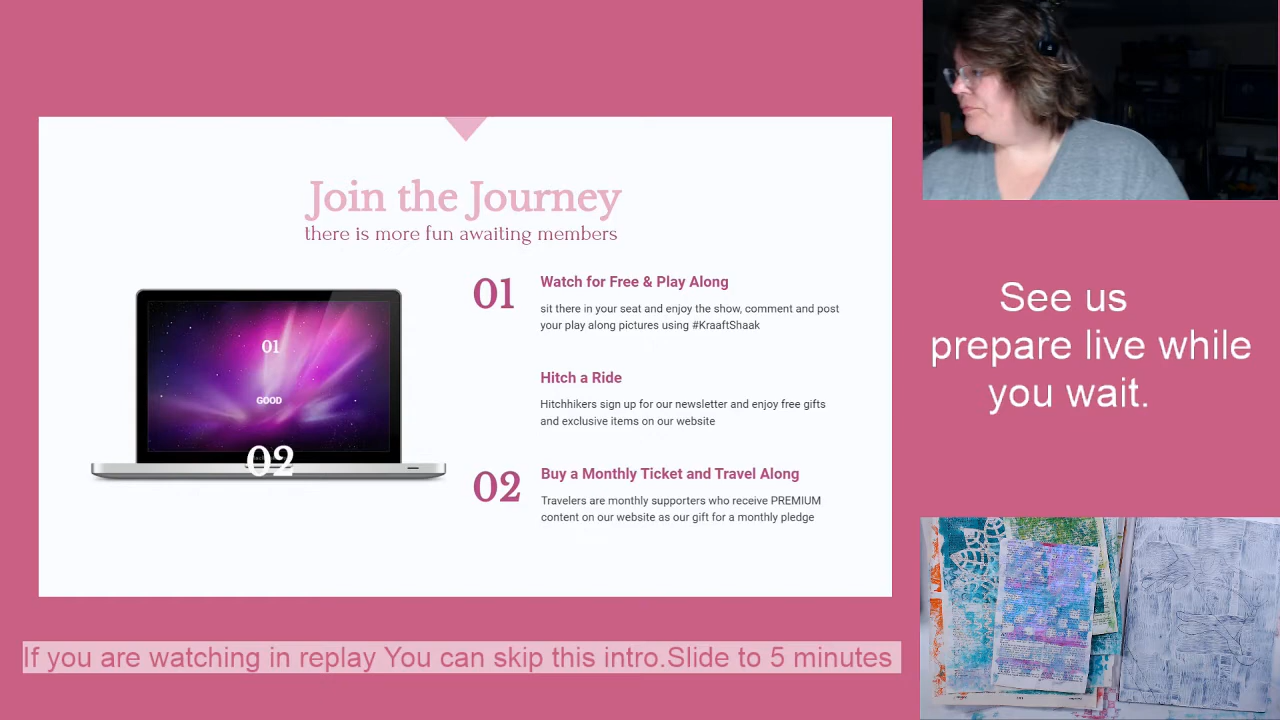 Join the Journey
there is more fun awaiting members
01
Watch for Free & Play Along
sit there in your seat and enjoy the show, comment and post
your play along pictures using #KraaftShaak
Hitch a Ride
Hitchhikers sign up for our newsletter and enjoy free gifts
and exclusive items on our website
02
Buy a Monthly Ticket and Travel Along
Travelers are monthly supporters who receive PREMIUM
content on our website as our gift for a monthly pledge
01
GOOD
02
See us
prepare live while
you wait.
If you are watching in replay You can skip this intro.Slide to 5 minutes